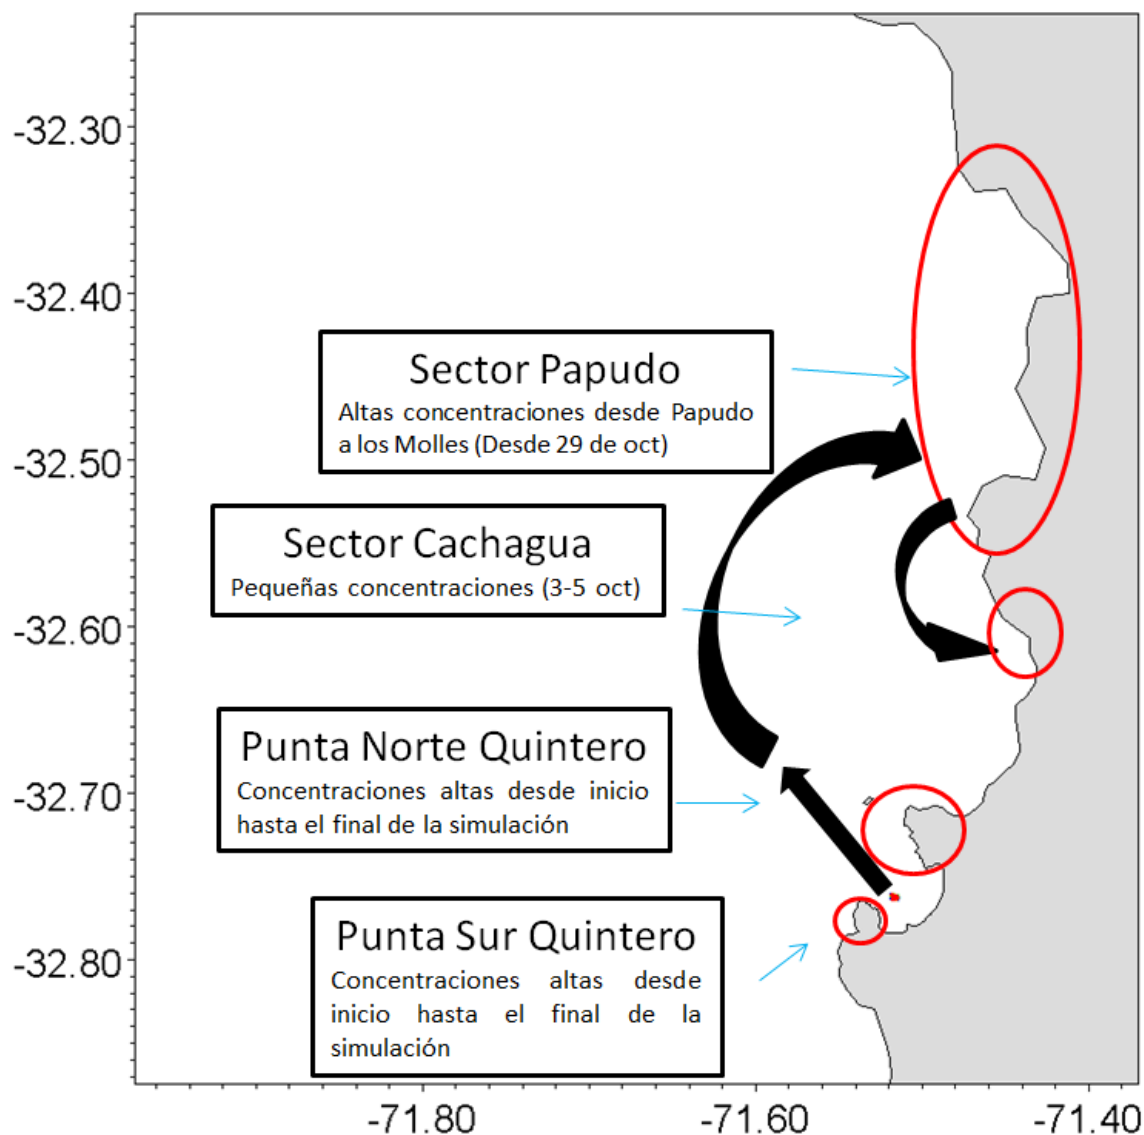 -32.30
-32.40
Sector Papudo
Altas concentraciones desde Papudo
a los Molles (Desde 29 de oct)
-32.50
Sector Cachagua
Pequeñas concentraciones (3-5 oct)
-32.60
Punta Norte Quintero
Concentraciones altas desde inicio
hasta el final de la simulación
-32.70
Punta Sur Quintero
Concentraciones altas desde
inicio hasta el final de la
simulación
-32.80
-71.80
-71.60
-71.40